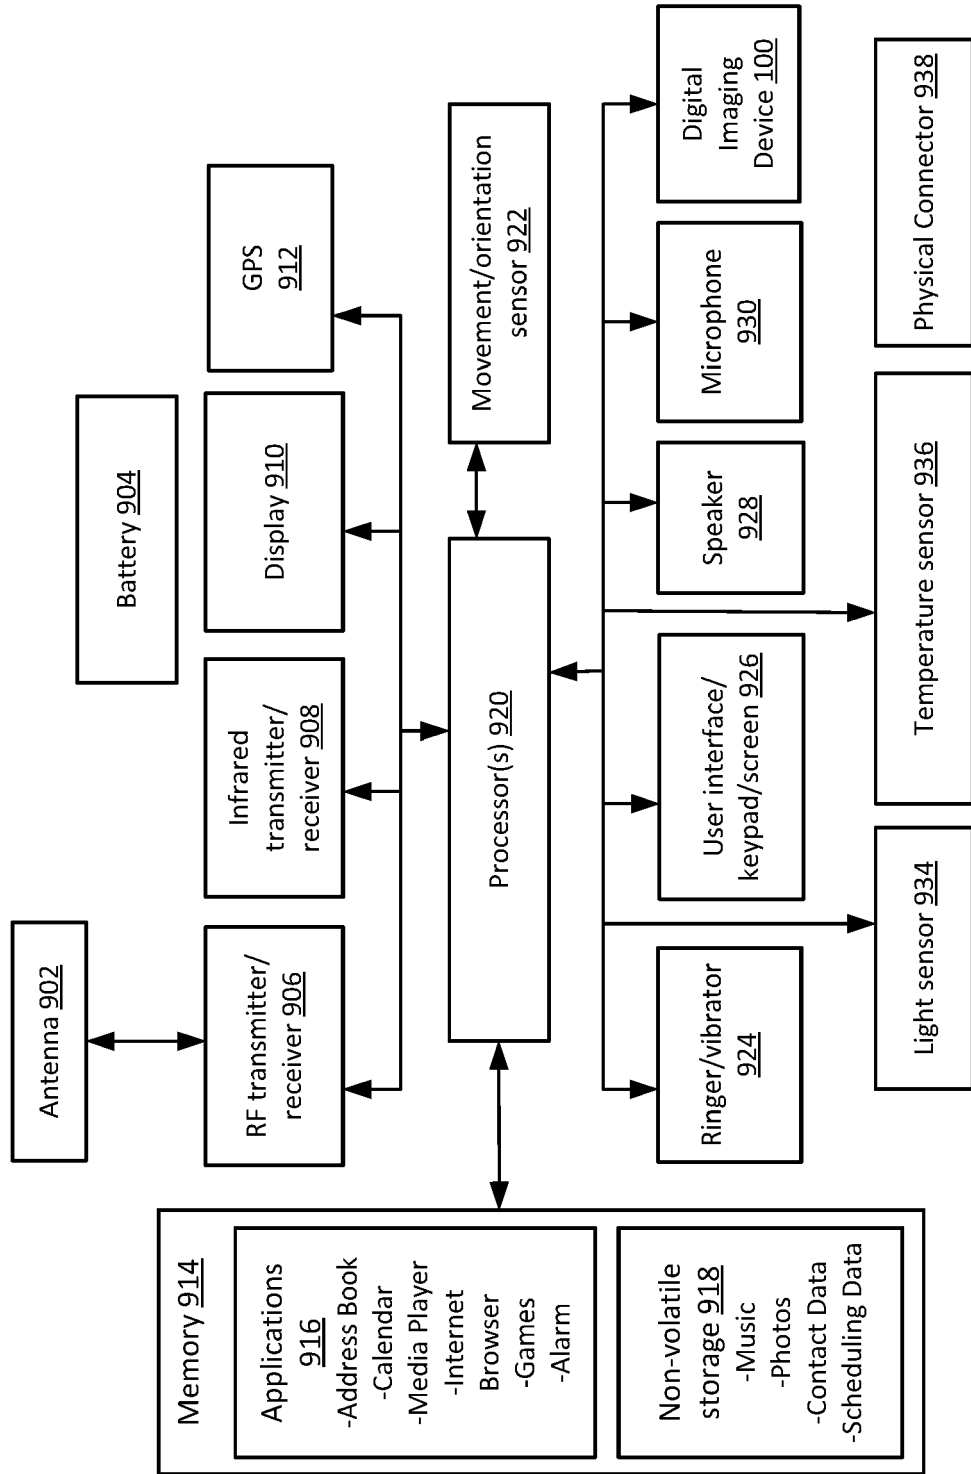 Antenna 902
Battery 904
RF transmitter/
receiver 906
Infrared
transmitter/
receiver 908
Display 910
GPS
912
Memory 914
Applications
916
-Address Book
-Calendar
-Media Player
-Internet
Browser
-Games
-Alarm
Non-volatile
storage 918
-Music
-Photos
-Contact Data
-Scheduling Data
Processor(s) 920
Movement/orientation
sensor 922
Ringer/vibrator
924
User interface/
keypad/screen 926
Speaker
928
Microphone
930
Digital
Imaging
Device 100
Light sensor 934
Temperature sensor 936
Physical Connector 938